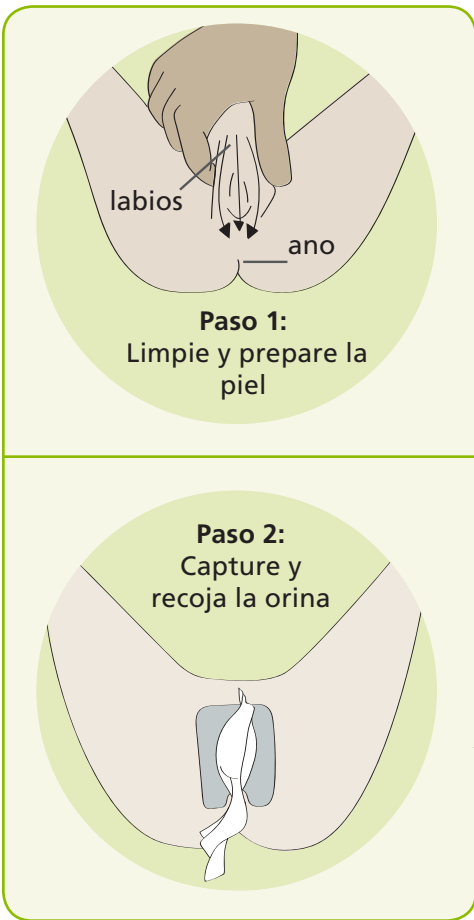 labios
ano
Paso 1:
Limpie y prepare la
piel
Paso 2:
Capture y
recoja la orina